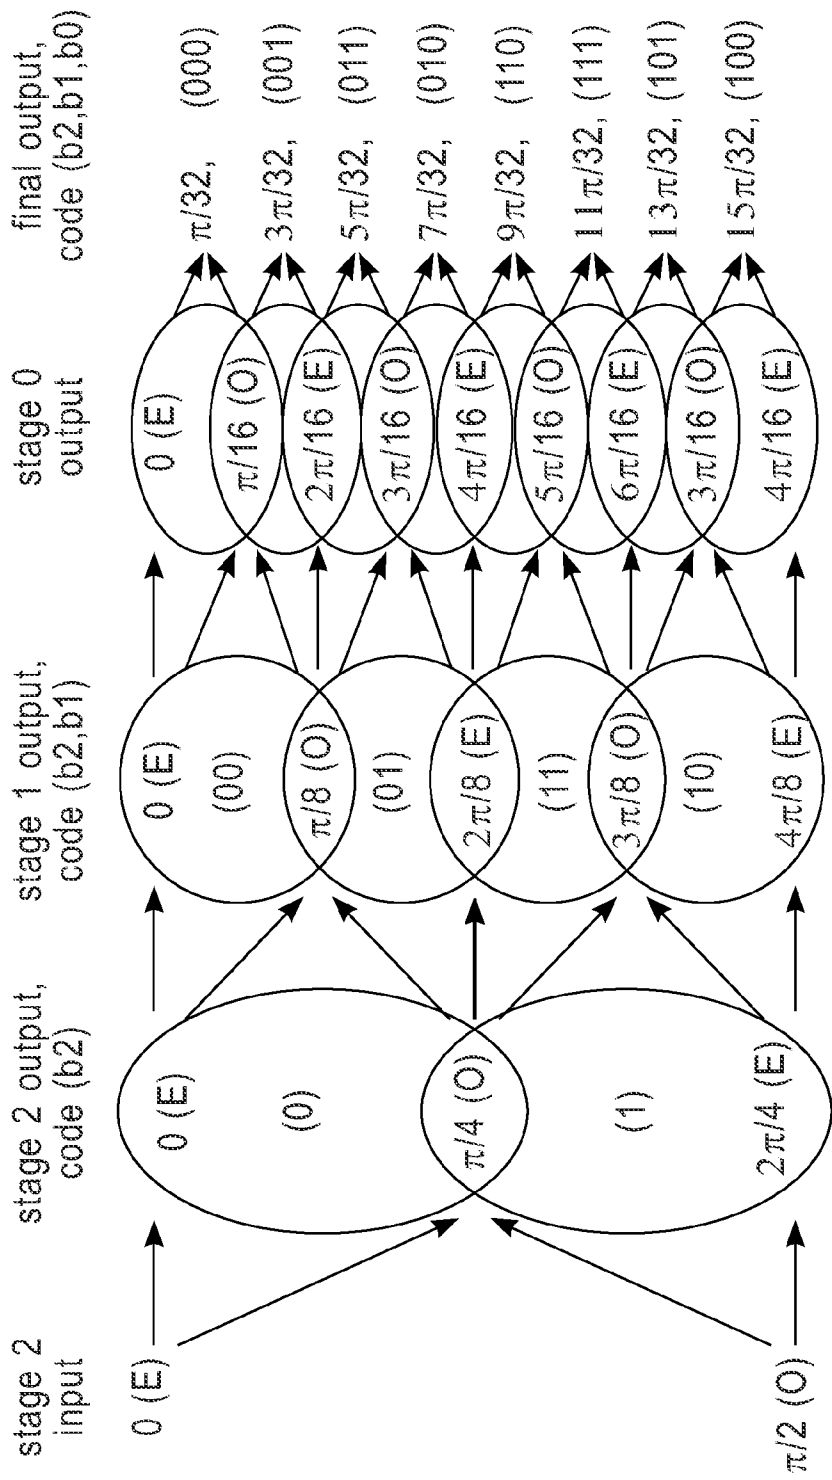 stage 2
input
0 (E)
π/2 (O)
stage 2 output,
code (b2)
0 (E)
(0)
π/4 (O)
(1)
2π/4 (E)
stage 1 output,
code (b2,b1)
0 (E)
(00)
π/8 (O)
(01)
2π/8 (E)
(11)
3π/8 (O)
(10)
4π/8 (E)
stage 0
output
0 (E)
π/16 (O)
2π/16 (E)
3π/16 (O)
4π/16 (E)
5π/16 (O)
6π/16 (E)
3π/16 (O)
4π/16 (E)
final output,
code (b2,b1,b0)
π/32, (000)
3π/32, (001)
5π/32, (011)
7π/32, (010)
9π/32, (110)
11π/32, (111)
13π/32, (101)
15π/32, (100)